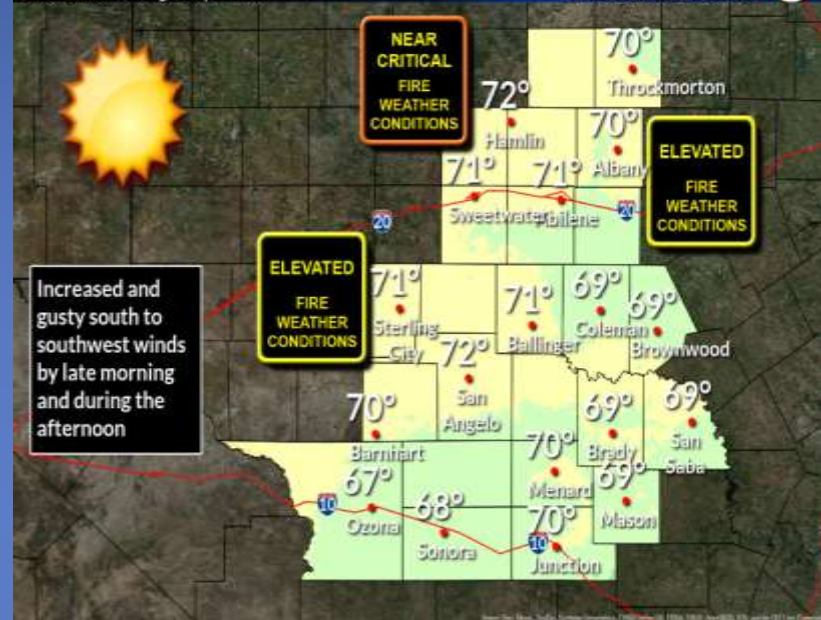 NEAR
CRITICAL
FIRE
WEATHER
CONDITIONS
70°
Throckmorton
72°
Hamlin
70°
Albany
ELEVATED
FIRE
WEATHER
CONDITIONS
71°
Sweetwater
71°
Abilene
20
20
ELEVATED
FIRE
WEATHER
CONDITIONS
Increased and
gusty south to
southwest winds
by late morning
and during the
afternoon
71°
Sterling
City
71°
Ballinger
69°
Coleman
69°
Brownwood
72°
San
Angelo
70°
Barnhart
69°
Brady
69°
San
Saba
70°
Menard
69°
Mason
67°
Ozona
10
68°
Sonora
70°
10
Junction